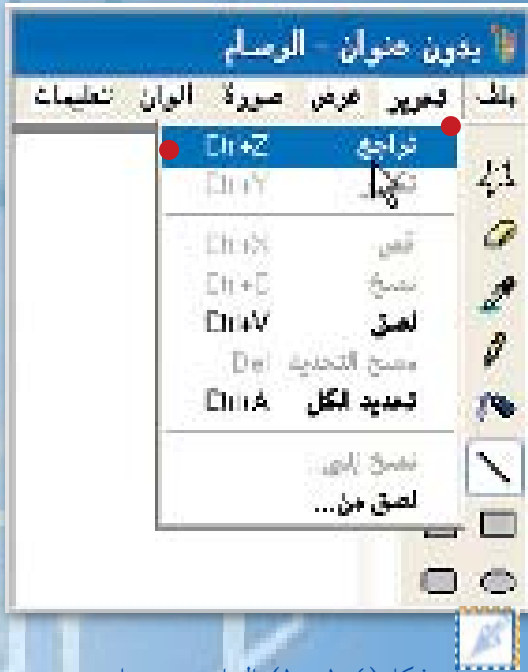 بدون عنوان - الرسام
ملف تحرير عرض صورة ألوان تعليمات
تراجع Ctrl+Z
Ctrl+Y
قص Ctrl+X
نسخ Ctrl+C
لصق Ctrl+V
مسح التحديد Del
تحديد الكل Ctrl+A
نسخ إلى...
لصق من...